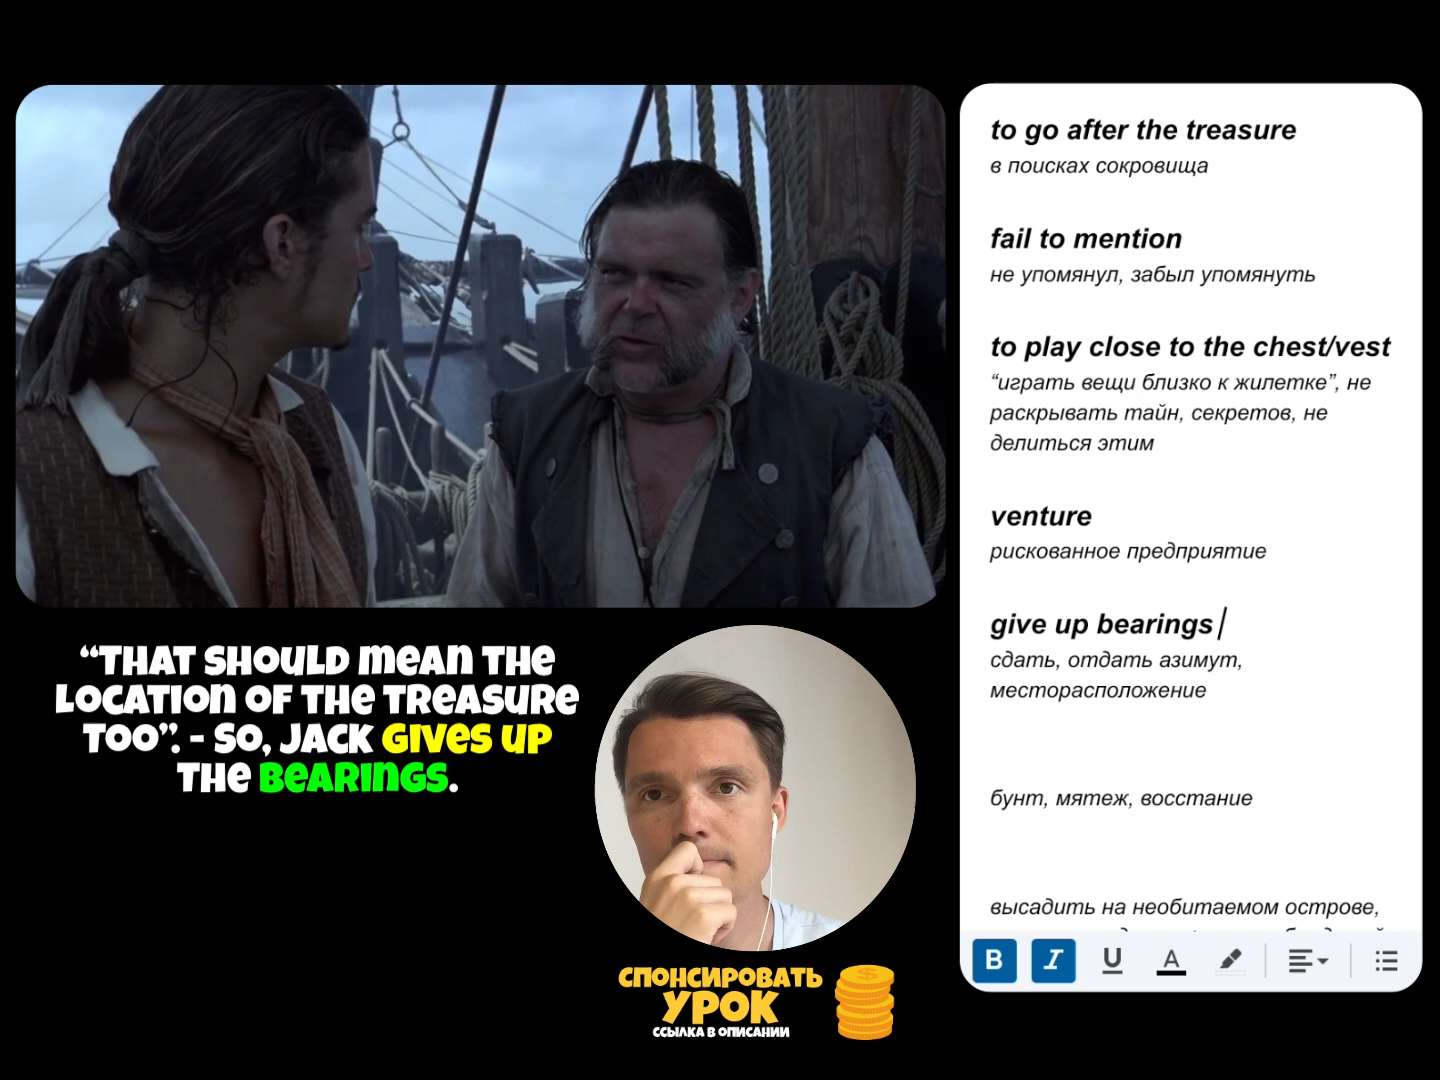 “THAT SHOULD MEAN THE
LOCATION OF THE TREASURE
TOO”. - SO, JACK GIVES UP
THE BEARINGS.
СПОНСИРОВАТЬ
УРОК
ССЫЛКА В ОПИСАНИИ
to go after the treasure
в поисках сокровища
fail to mention
не упомянул, забыл упомянуть
to play close to the chest/vest
“играть вещи близко к жилетке”, не
раскрывать тайн, секретов, не
делиться этим
venture
рискованное предприятие
give up bearings
сдать, отдать азимут,
месторасположение
бунт, мятеж, восстание
высадить на необитаемом острове,
B I U A